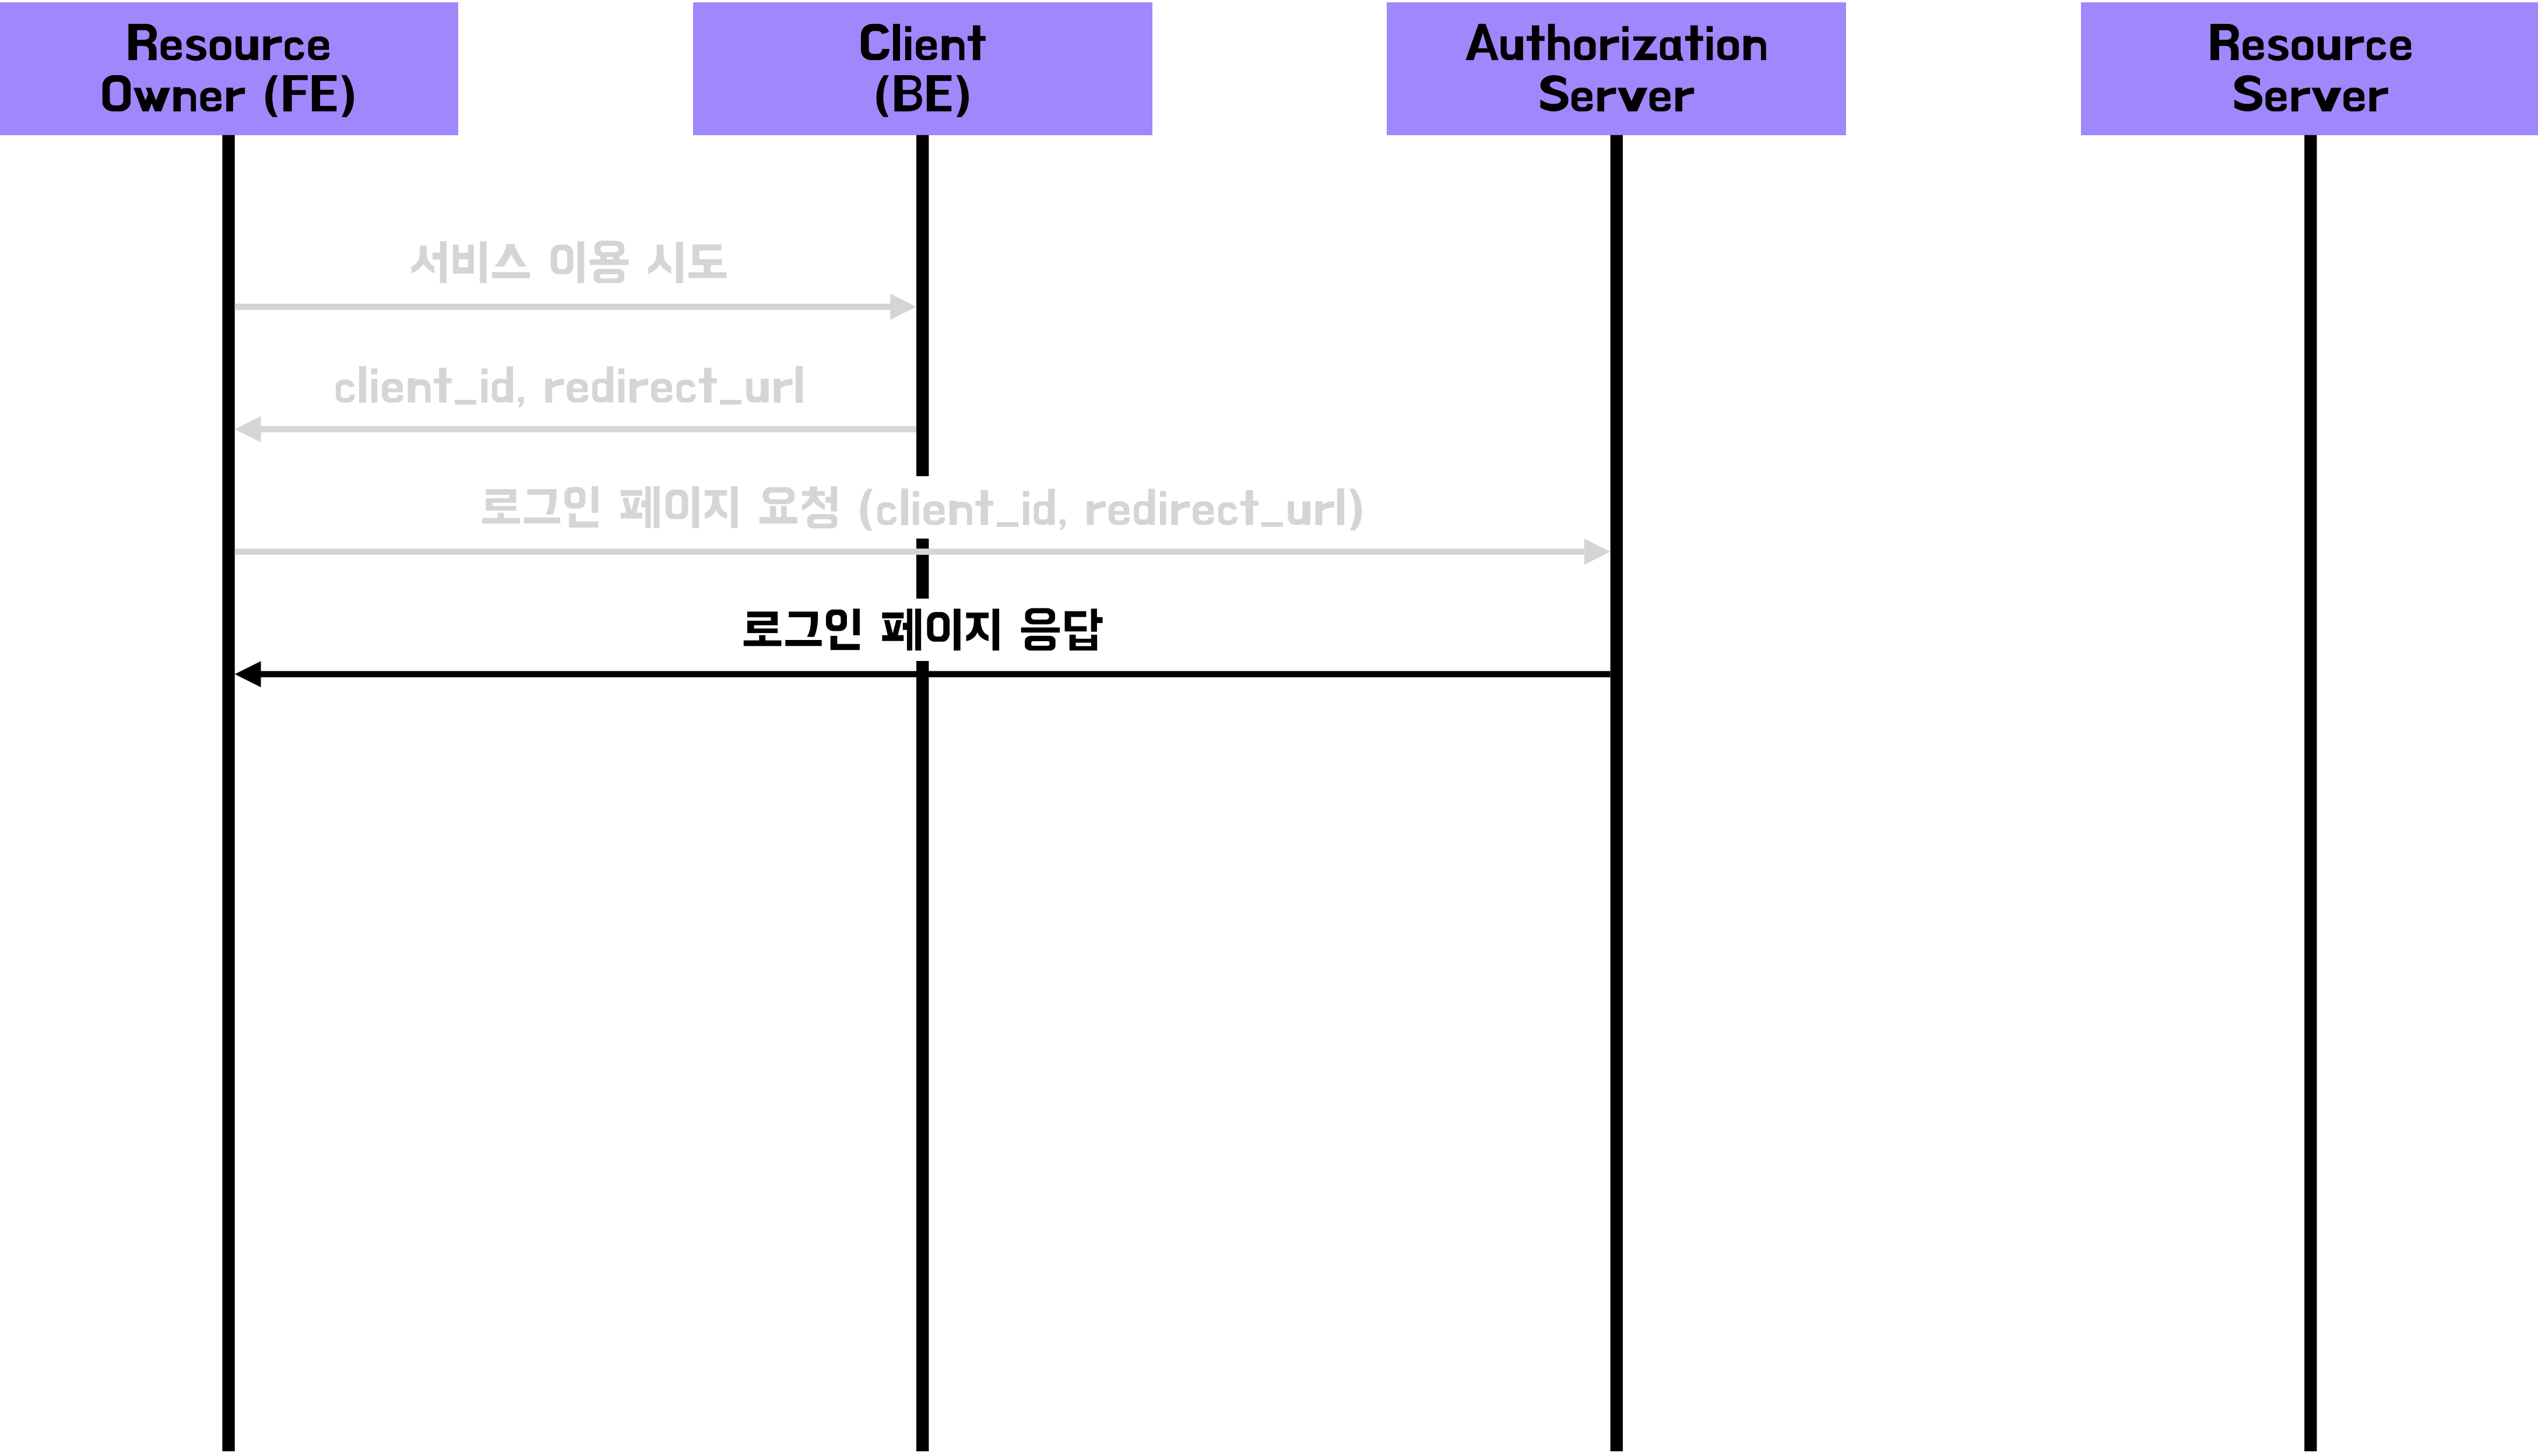 Resource
Owner (FE)
Client
(BE)
Authorization
Server
Resource
Server
서비스 이용 시도
client_id, redirect_url
로그인 페이지 요청 (client_id, redirect_url)
로그인 페이지 응답